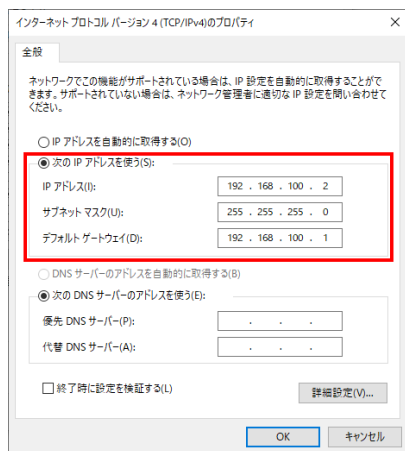 インターネット プロトコル バージョン 4 (TCP/IPv4)のプロパティ
全般
ネットワークでこの機能がサポートされている場合は、IP 設定を自動的に取得することがで
きます。サポートされていない場合は、ネットワーク管理者に適切な IP 設定を問い合わせて
ください。
IP アドレスを自動的に取得する(O)
次の IP アドレスを使う(S):
IP アドレス(I): 192 . 168 . 100 . 2
サブネット マスク(U): 255 . 255 . 255 . 0
デフォルト ゲートウェイ(D): 192 . 168 . 100 . 1
DNS サーバーのアドレスを自動的に取得する(B)
次の DNS サーバーのアドレスを使う(E):
優先 DNS サーバー(P): . . .
代替 DNS サーバー(A): . . .
終了時に設定を検証する(L)
詳細設定(V)...
OK キャンセル